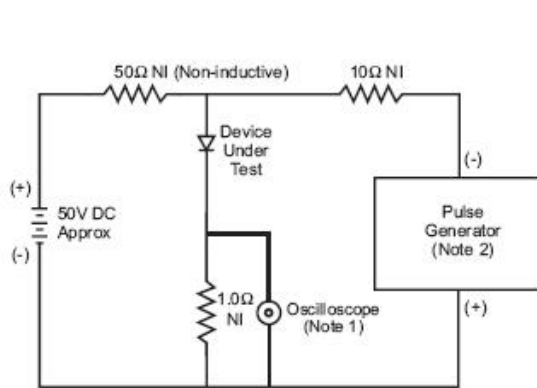 50Ω NI (Non-inductive)
10Ω NI
Device
Under
Test
(+)
50V DC
Approx
(-)
1.0Ω
NI
Oscilloscope
(Note 1)
(-)
Pulse
Generator
(Note 2)
(+)